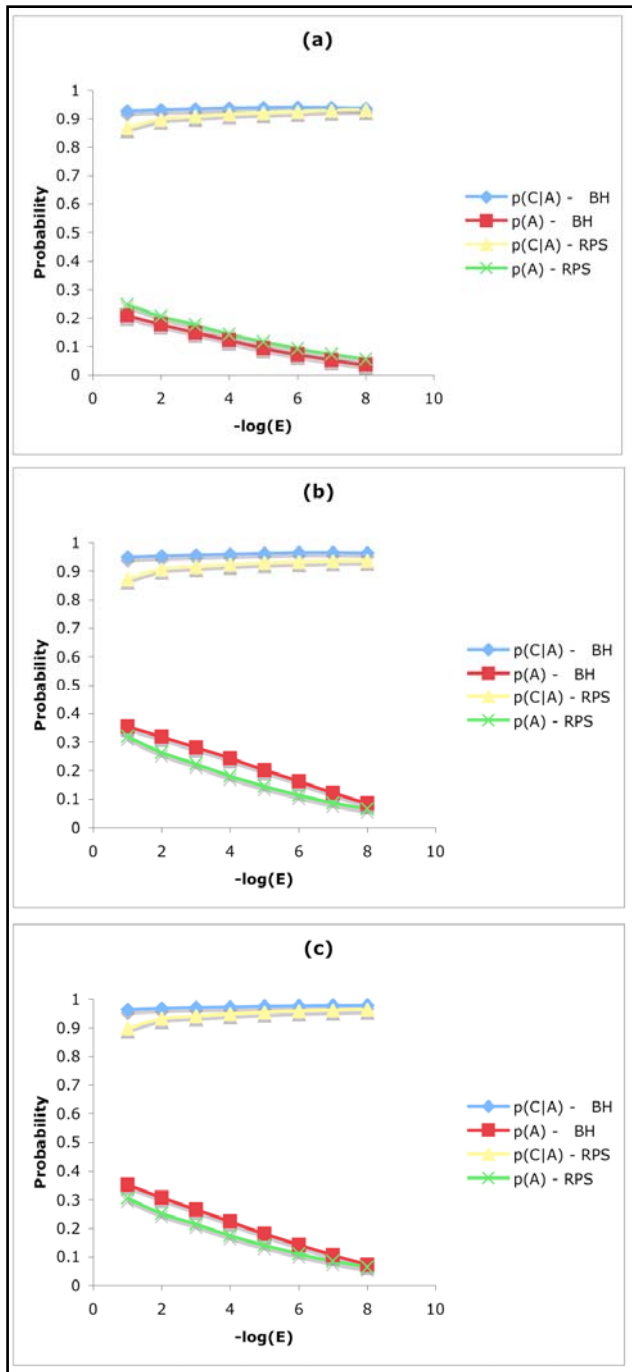 (a)
1
0.9
0.8
0.7
0.6
0.5
0.4
0.3
0.2
0.1
0
Probability
0 2 4 6 8 10
-log(E)
p(C|A) - BH
p(A) - BH
p(C|A) - RPS
p(A) - RPS
(b)
1
0.9
0.8
0.7
0.6
0.5
0.4
0.3
0.2
0.1
0
Probability
0 2 4 6 8 10
-log(E)
p(C|A) - BH
p(A) - BH
p(C|A) - RPS
p(A) - RPS
(c)
1
0.9
0.8
0.7
0.6
0.5
0.4
0.3
0.2
0.1
0
Probability
0 2 4 6 8 10
-log(E)
p(C|A) - BH
p(A) - BH
p(C|A) - RPS
p(A) - RPS